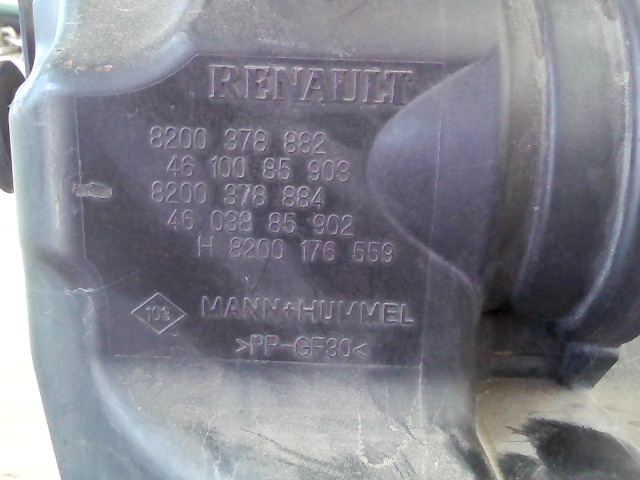 RENAULT
8200 378 882
46 100 85 903
8200 378 884
46 038 85 902
H 8200 176 559
103
MANN+HUMMEL
>PP-GF30<